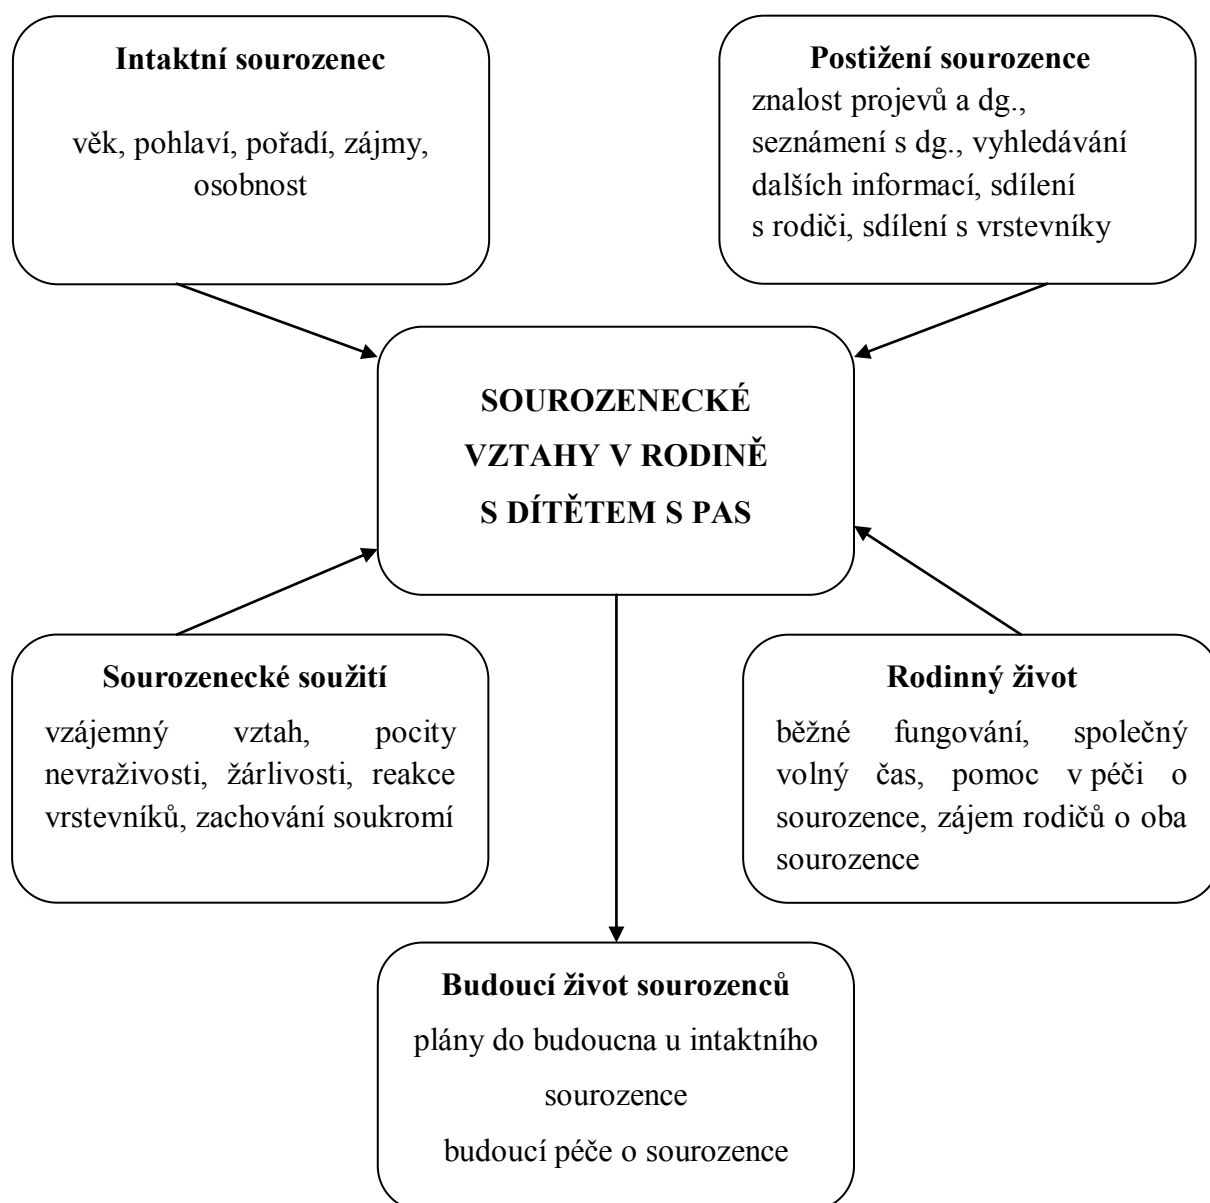 Intaktní sourozenec
věk, pohlaví, pořadí, zájmy,
osobnost
Postižení sourozence
znalost projevů a dg.,
seznámení s dg., vyhledávání
dalších informací, sdílení
s rodiči, sdílení s vrstevníky
SOUROZENECKÉ
VZTAHY V RODINĚ
S DÍTĚTEM S PAS
Sourozenecké soužití
vzájemný vztah, pocity
nevraživosti, žárlivosti, reakce
vrstevníků, zachování soukromí
Rodinný život
běžné fungování, společný
volný čas, pomoc v péči o
sourozence, zájem rodičů o oba
sourozence
Budoucí život sourozenců
plány do budoucna u intaktního
sourozence
budoucí péče o sourozence